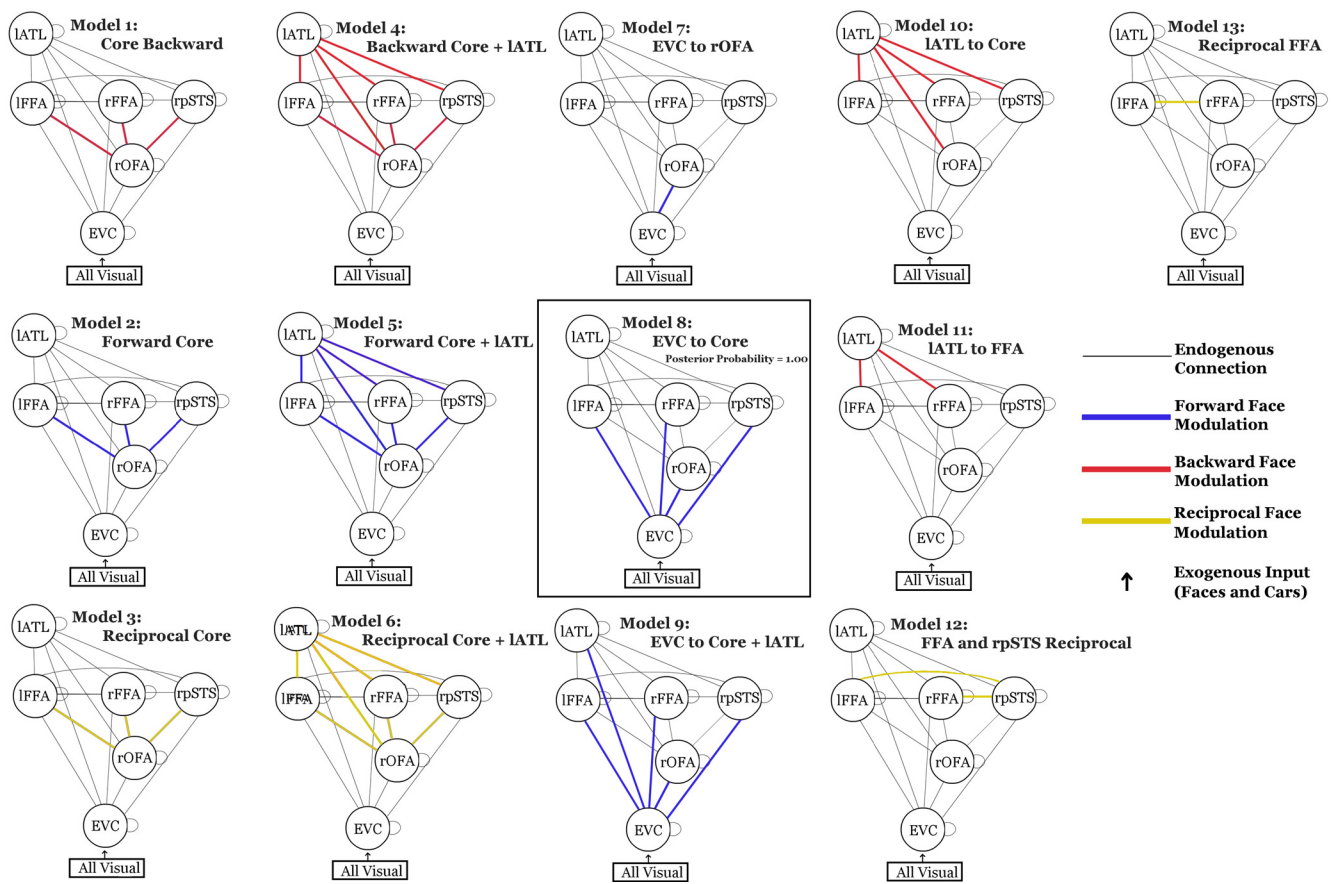 Model 1:
Core Backward
lATL
lFFA
rFFA
rpSTS
rOFA
EVC
All Visual
Model 4:
Backward Core + lATL
lATL
lFFA
rFFA
rpSTS
rOFA
EVC
All Visual
Model 7:
EVC to rOFA
lATL
lFFA
rFFA
rpSTS
rOFA
EVC
All Visual
Model 10:
lATL to Core
lATL
lFFA
rFFA
rpSTS
rOFA
EVC
All Visual
Model 13:
Reciprocal FFA
lATL
lFFA
rFFA
rpSTS
rOFA
EVC
All Visual
Model 2:
Forward Core
lATL
lFFA
rFFA
rpSTS
rOFA
EVC
All Visual
Model 5:
Forward Core + lATL
lATL
lFFA
rFFA
rpSTS
rOFA
EVC
All Visual
Model 8:
EVC to Core
Posterior Probability = 1.00
lATL
lFFA
rFFA
rpSTS
rOFA
EVC
All Visual
Model 11:
lATL to FFA
lATL
lFFA
rFFA
rpSTS
rOFA
EVC
All Visual
Endogenous
Connection
Forward Face
Modulation
Backward Face
Modulation
Reciprocal Face
Modulation
Exogenous Input
(Faces and Cars)
Model 3:
Reciprocal Core
lATL
lFFA
rFFA
rpSTS
rOFA
EVC
All Visual
Model 6:
Reciprocal Core + lATL
lATL
lFFA
rFFA
rpSTS
rOFA
EVC
All Visual
Model 9:
EVC to Core + lATL
lATL
lFFA
rFFA
rpSTS
rOFA
EVC
All Visual
Model 12:
FFA and rpSTS Reciprocal
lATL
lFFA
rFFA
rpSTS
rOFA
EVC
All Visual